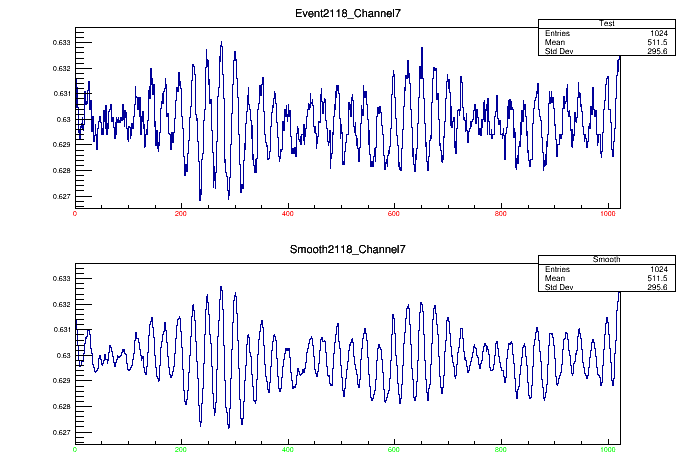 Event2118_Channel7
Test
Entries 1024
Mean 511.5
Std Dev 295.6
0.633
0.632
0.631
0.63
0.629
0.628
0.627
0 200 400 600 800 1000
Smooth2118_Channel7
Smooth
Entries 1024
Mean 511.5
Std Dev 295.6
0.633
0.632
0.631
0.63
0.629
0.628
0.627
0 200 400 600 800 1000